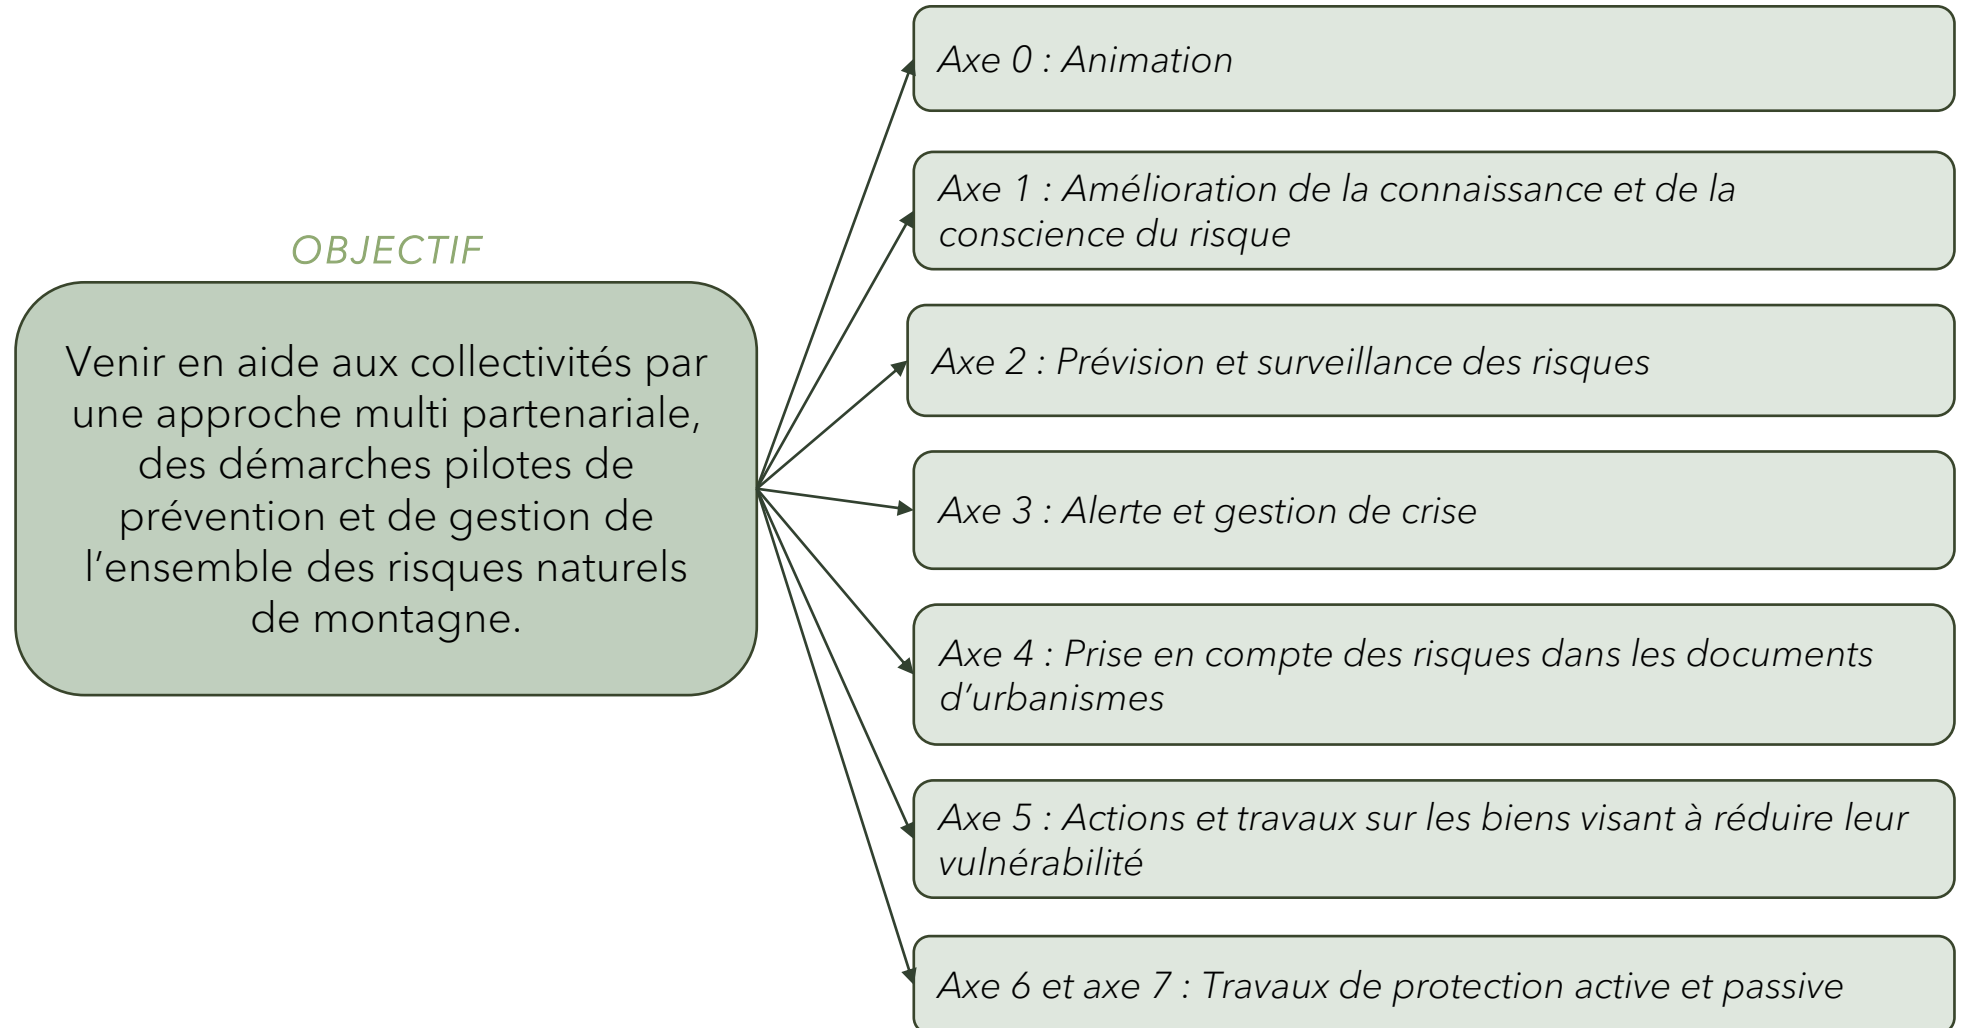 OBJECTIF
Venir en aide aux collectivités par
une approche multi partenariale,
des démarches pilotes de
prévention et de gestion de
l’ensemble des risques naturels
de montagne.
Axe 0 : Animation
Axe 1 : Amélioration de la connaissance et de la
conscience du risque
Axe 2 : Prévision et surveillance des risques
Axe 3 : Alerte et gestion de crise
Axe 4 : Prise en compte des risques dans les documents
d’urbanismes
Axe 5 : Actions et travaux sur les biens visant à réduire leur
vulnérabilité
Axe 6 et axe 7 : Travaux de protection active et passive